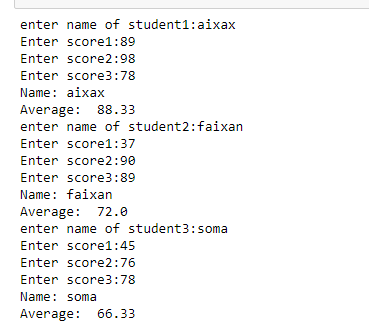 enter name of student1:aixax
Enter score1:89
Enter score2:98
Enter score3:78
Name: aixax
Average:  88.33
enter name of student2:faixan
Enter score1:37
Enter score2:90
Enter score3:89
Name: faixan
Average:  72.0
enter name of student3:soma
Enter score1:45
Enter score2:76
Enter score3:78
Name: soma
Average:  66.33